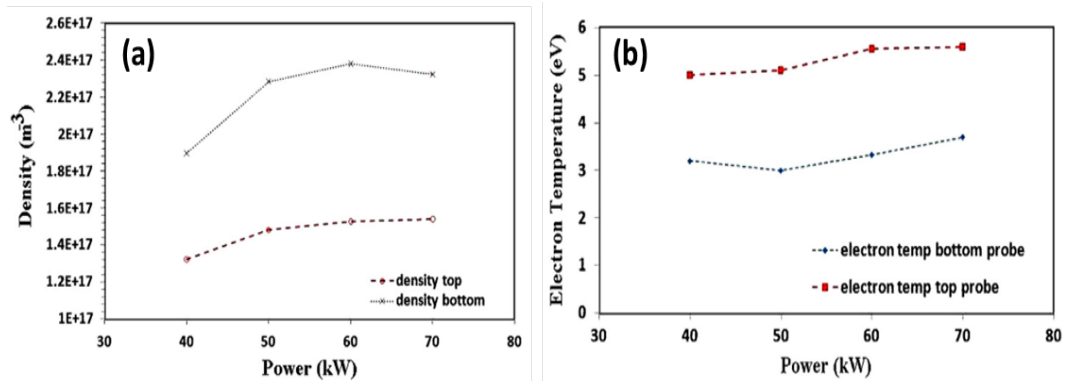 (a)
Density (m⁻³)
2.6E+17
2.4E+17
2.2E+17
2E+17
1.8E+17
1.6E+17
1.4E+17
1.2E+17
1E+17
density top
density bottom
30 40 50 60 70 80
Power (kW)
(b)
Electron Temperature (eV)
6
5
4
3
2
1
0
electron temp bottom probe
electron temp top probe
30 40 50 60 70 80
Power (kW)